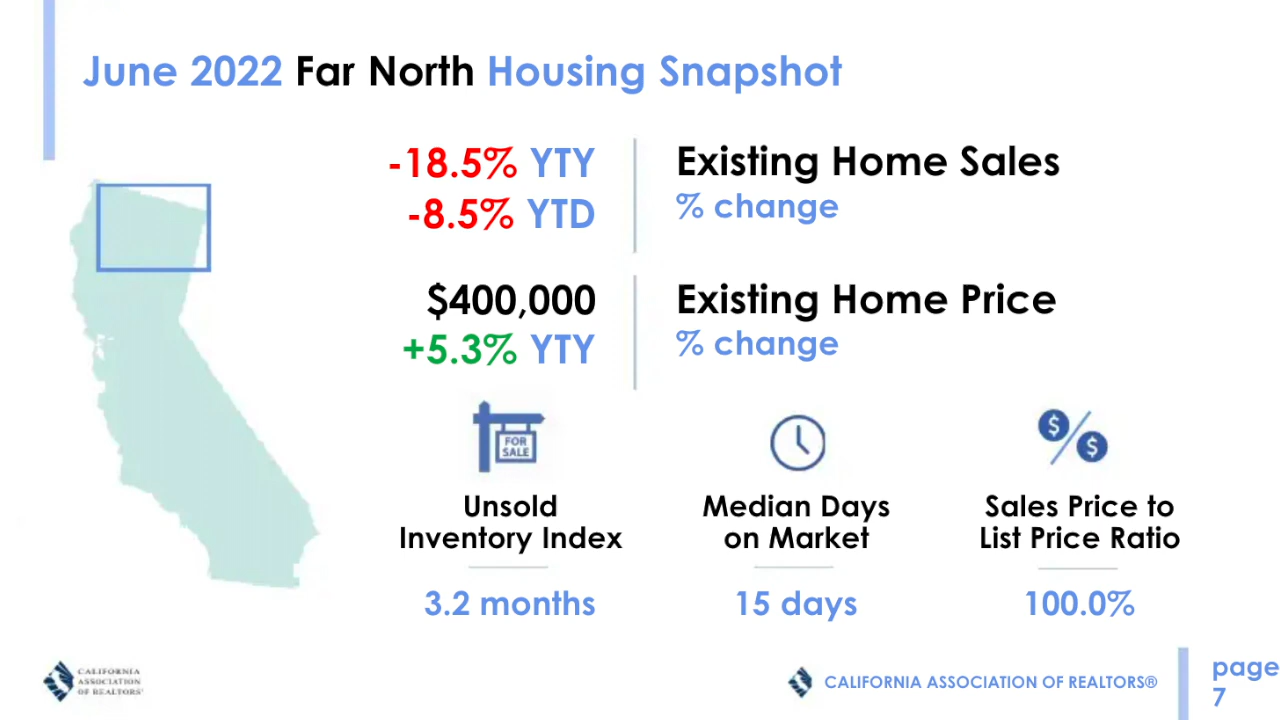 June 2022 Far North Housing Snapshot
-18.5% YTY
-8.5% YTD
Existing Home Sales
% change
$400,000
+5.3% YTY
Existing Home Price
% change
FOR
SALE
$ $
Unsold
Inventory Index
3.2 months
Median Days
on Market
15 days
Sales Price to
List Price Ratio
100.0%
CALIFORNIA
ASSOCIATION
OF REALTORS®
CALIFORNIA ASSOCIATION OF REALTORS®
page
7